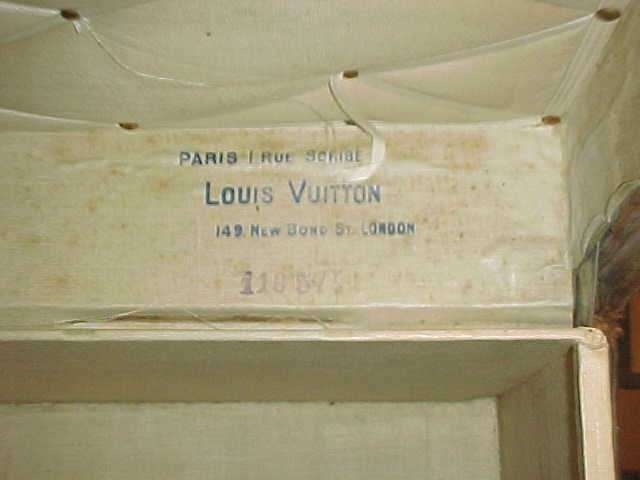 PARIS 1 RUE SCRIBE
LOUIS VUITTON
149, NEW BOND ST. LONDON